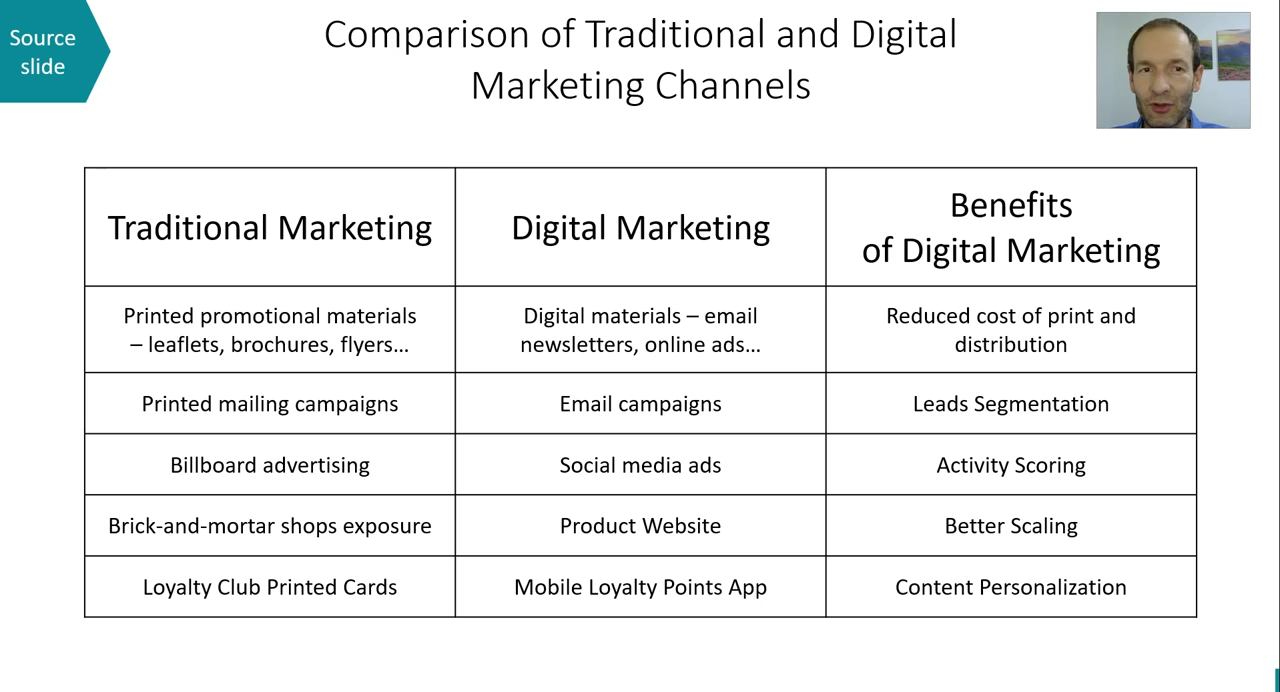 Source
slide
Comparison of Traditional and Digital
Marketing Channels
Traditional Marketing
Digital Marketing
Benefits
of Digital Marketing
Printed promotional materials
– leaflets, brochures, flyers…
Digital materials – email
newsletters, online ads…
Reduced cost of print and
distribution
Printed mailing campaigns
Email campaigns
Leads Segmentation
Billboard advertising
Social media ads
Activity Scoring
Brick-and-mortar shops exposure
Product Website
Better Scaling
Loyalty Club Printed Cards
Mobile Loyalty Points App
Content Personalization